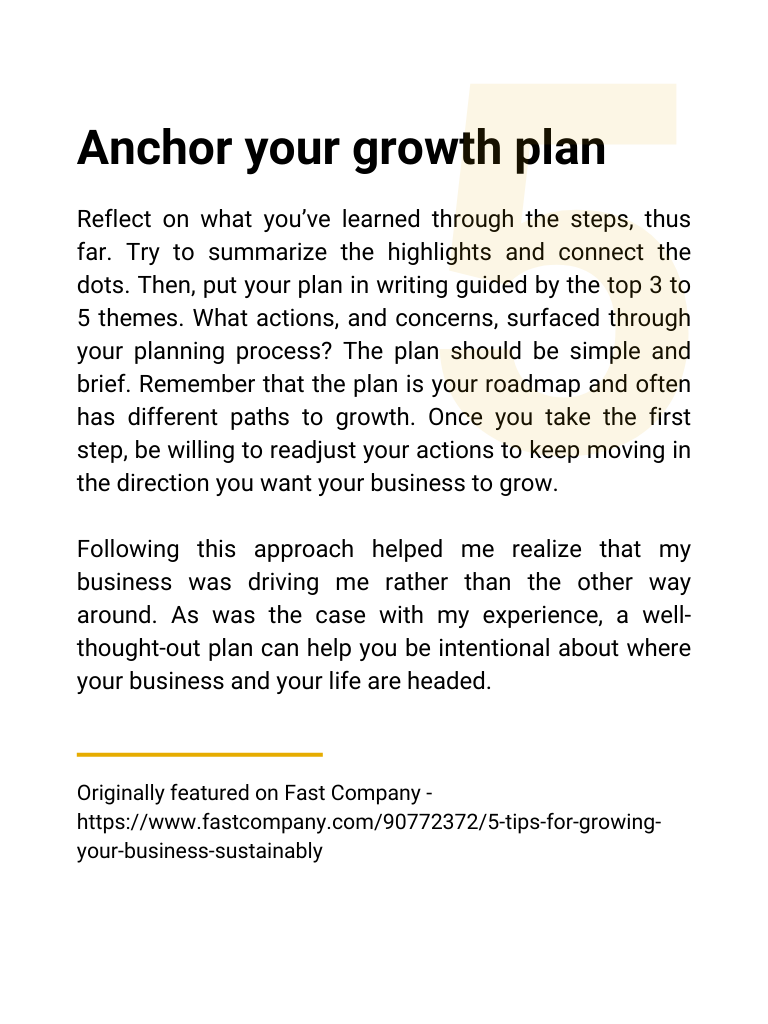 5
Anchor your growth plan
Reflect on what you’ve learned through the steps, thus
far. Try to summarize the highlights and connect the
dots. Then, put your plan in writing guided by the top 3 to
5 themes. What actions, and concerns, surfaced through
your planning process? The plan should be simple and
brief. Remember that the plan is your roadmap and often
has different paths to growth. Once you take the first
step, be willing to readjust your actions to keep moving in
the direction you want your business to grow.
Following this approach helped me realize that my
business was driving me rather than the other way
around. As was the case with my experience, a well-
thought-out plan can help you be intentional about where
your business and your life are headed.
Originally featured on Fast Company -
https://www.fastcompany.com/90772372/5-tips-for-growing-
your-business-sustainably